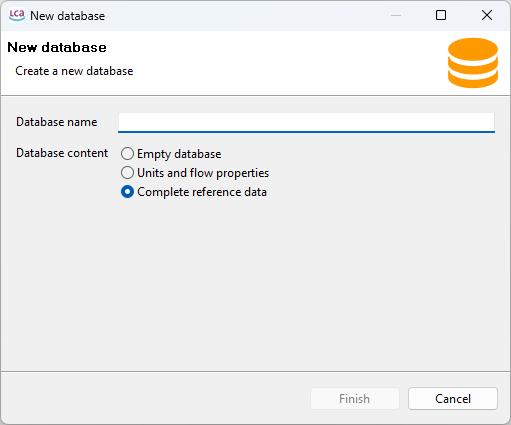 LCA New database
New database
Create a new database
Database name
Database content
Empty database
Units and flow properties
Complete reference data
Finish Cancel